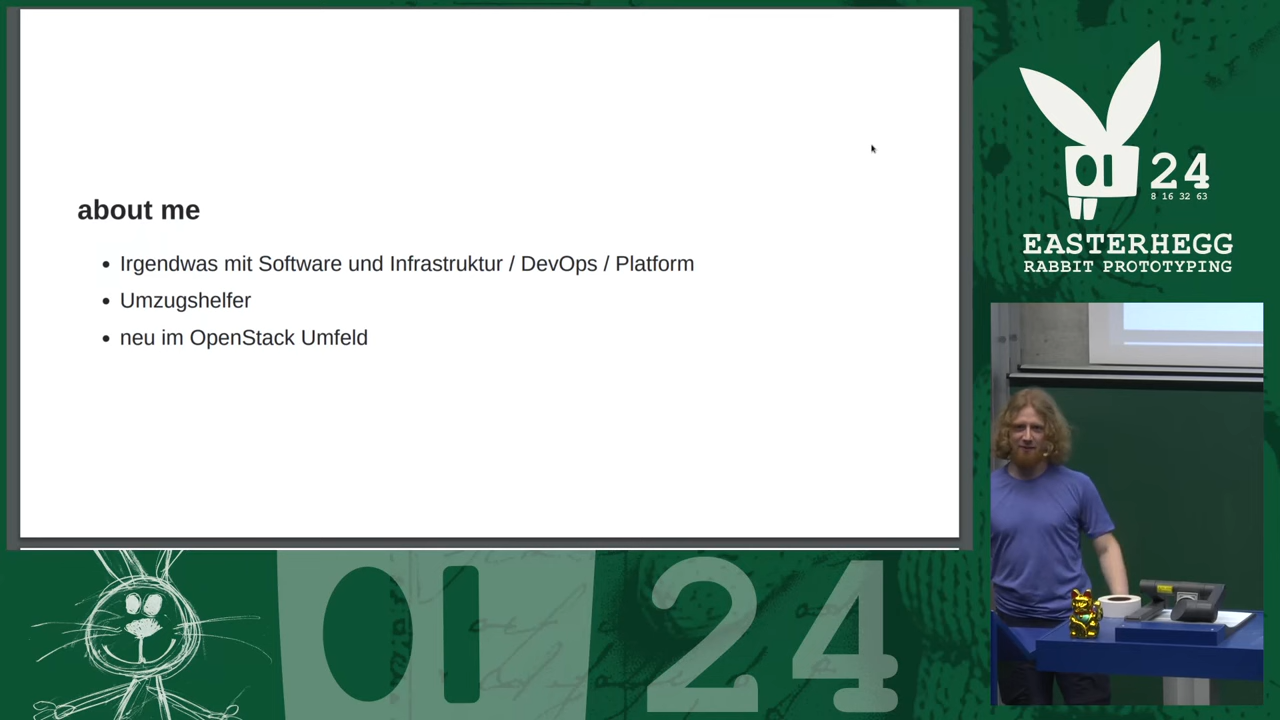 about me
Irgendwas mit Software und Infrastruktur / DevOps / Platform
Umzugshelfer
neu im OpenStack Umfeld
01 24
8 16 32 63
EASTERHEGG
RABBIT PROTOTYPING
01 24